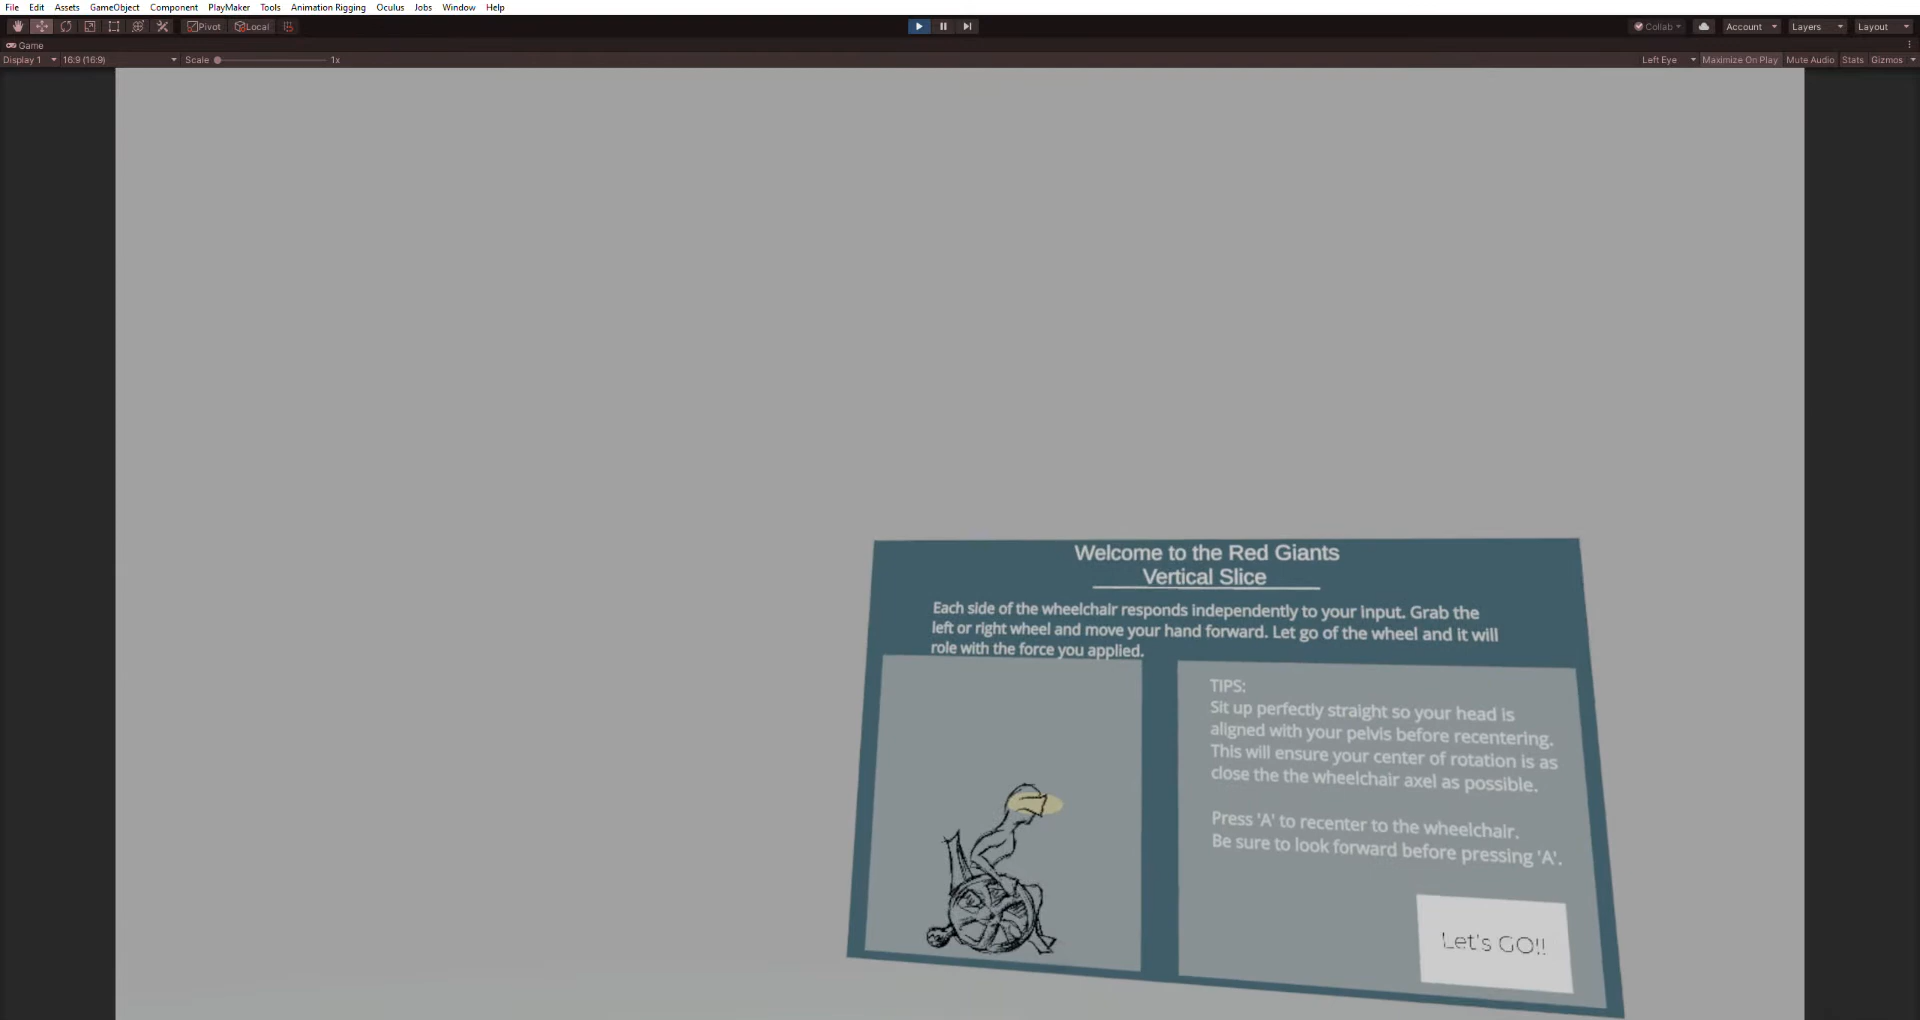 File Edit Assets GameObject Component PlayMaker Tools Animation Rigging Oculus Jobs Window Help
Pivot Local Collab Account Layers Layout
Game
Display 1 16:9 (16:9) Scale 1x Left Eye Maximize On Play Mute Audio Stats Gizmos
Welcome to the Red Giants
Vertical Slice
Each side of the wheelchair responds independently to your input. Grab the
left or right wheel and move your hand forward. Let go of the wheel and it will
role with the force you applied.
TIPS:
Sit up perfectly straight so your head is
aligned with your pelvis before recentering.
This will ensure your center of rotation is as
close the the wheelchair axel as possible.
Press 'A' to recenter to the wheelchair.
Be sure to look forward before pressing 'A'.
Let's GO!!